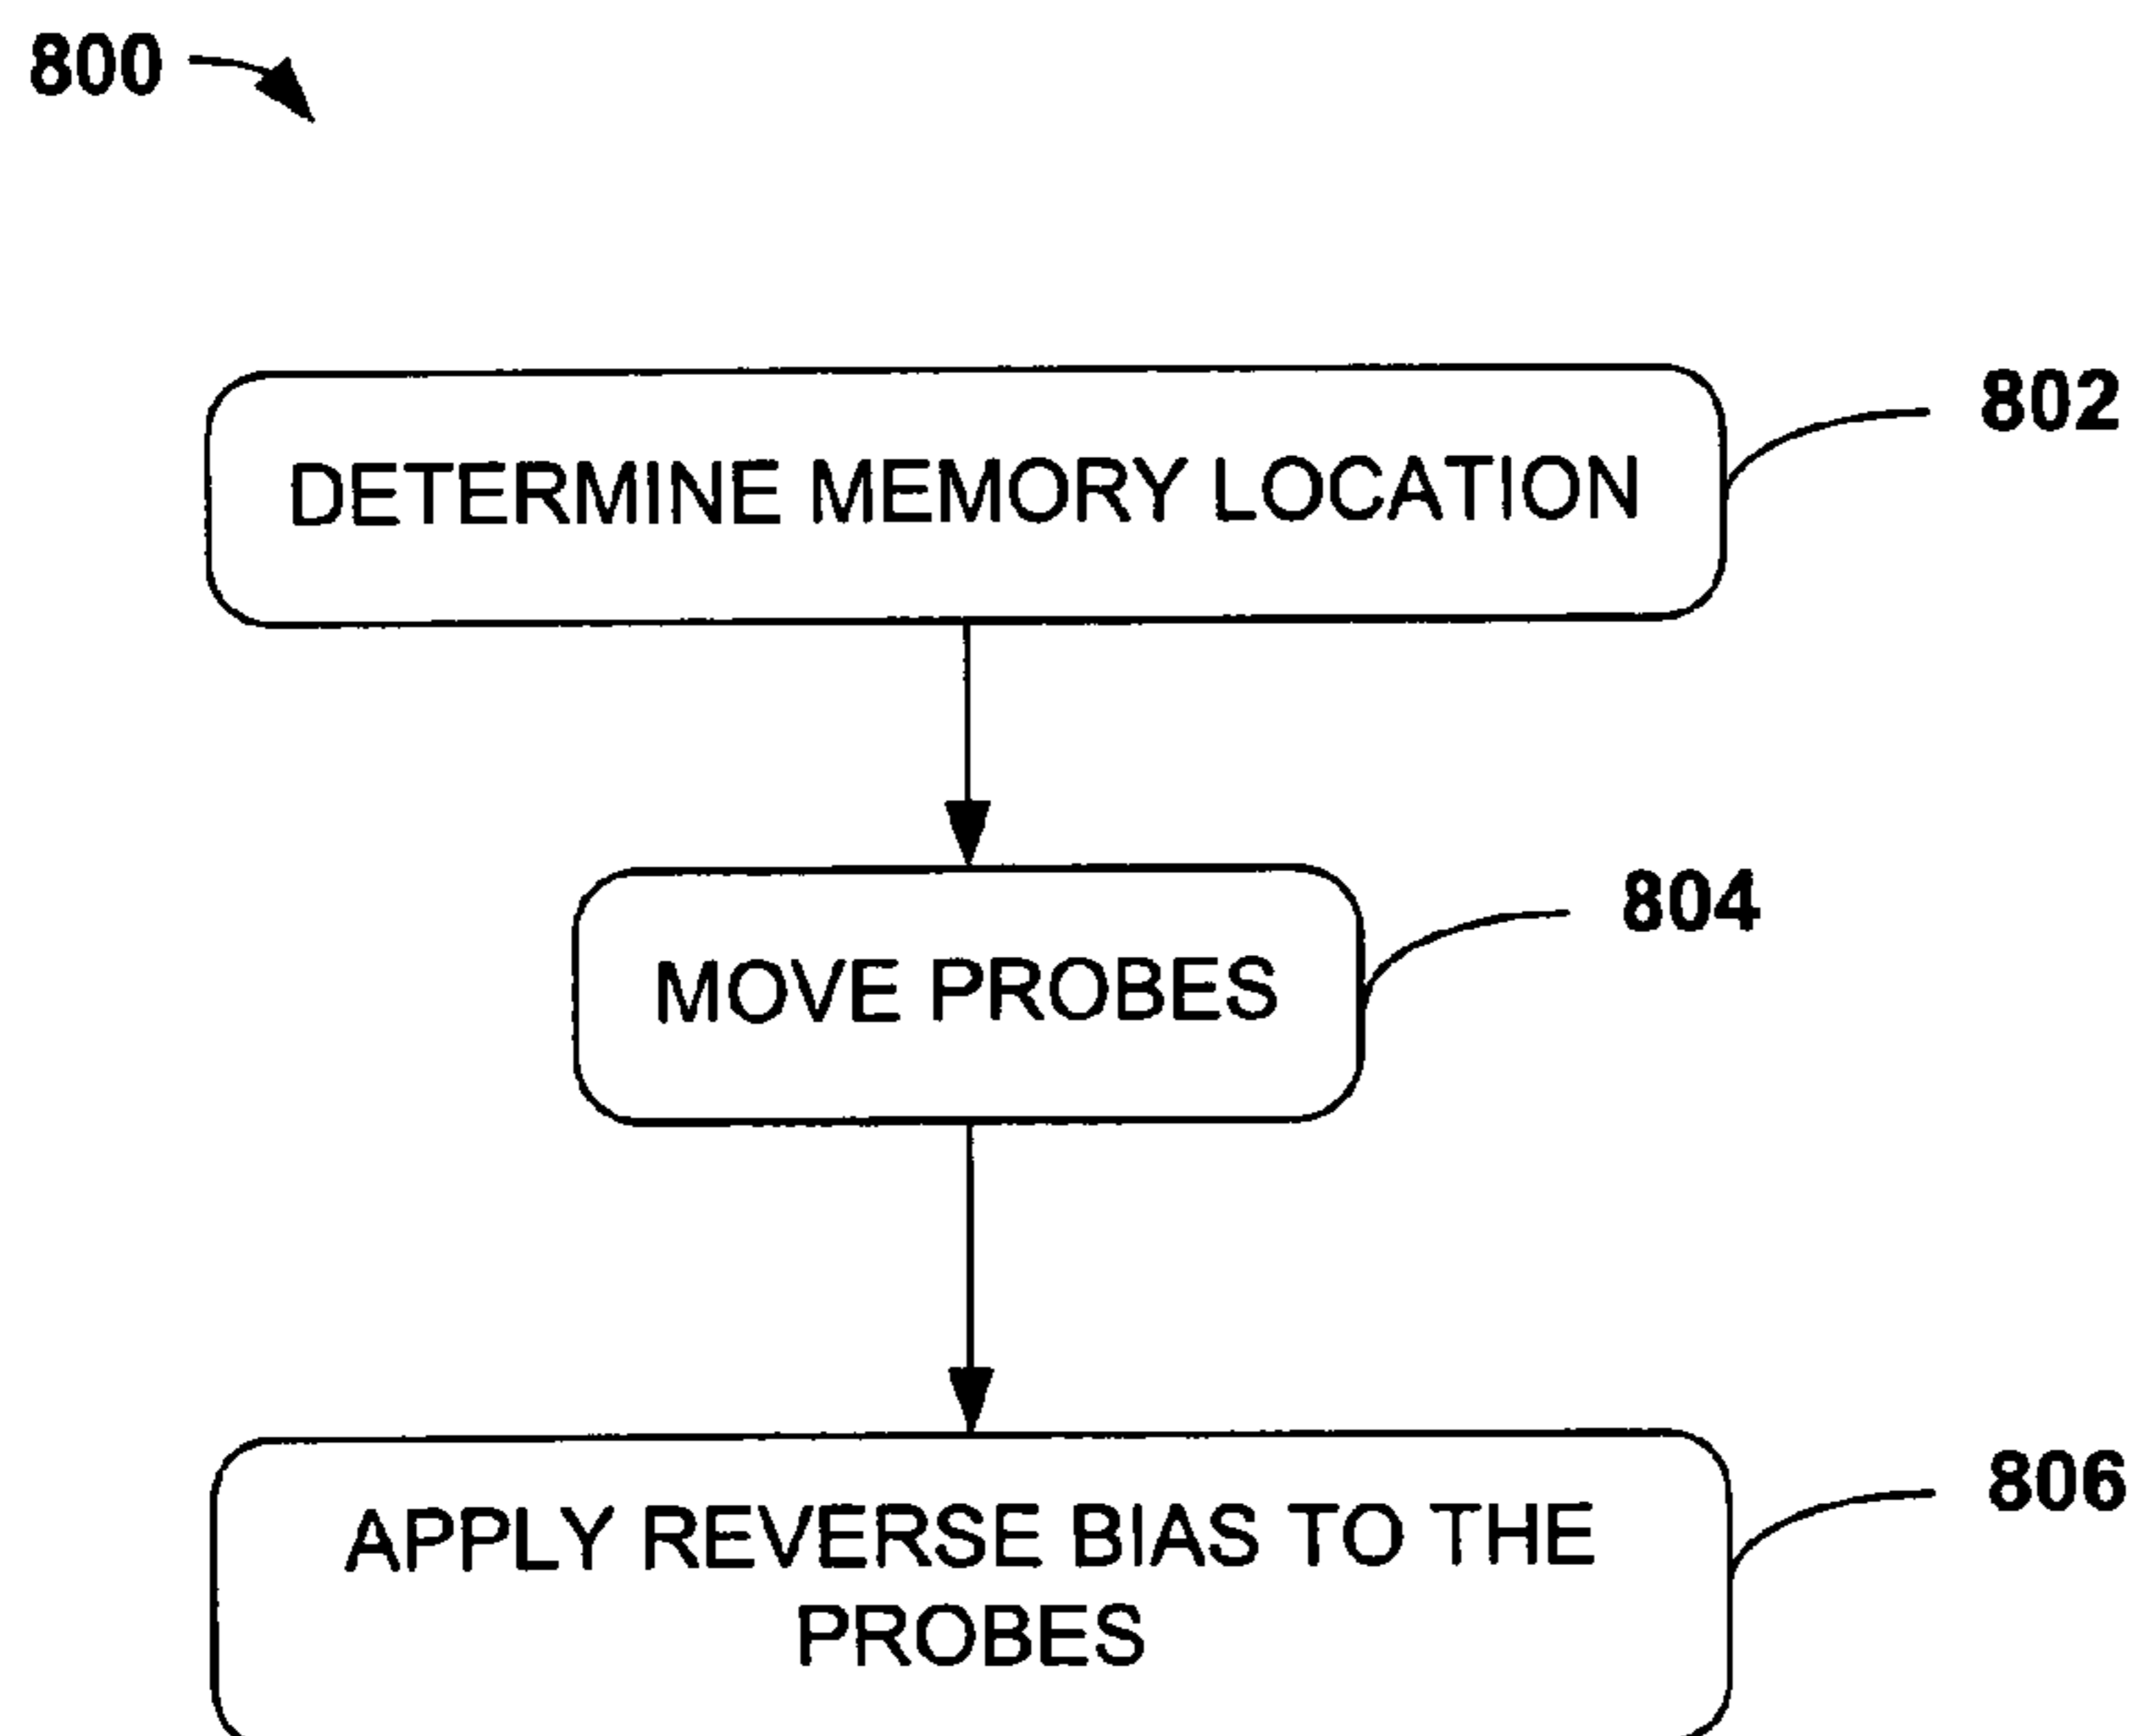 800
DETERMINE MEMORY LOCATION
802
MOVE PROBES
804
APPLY REVERSE BIAS TO THE
PROBES
806